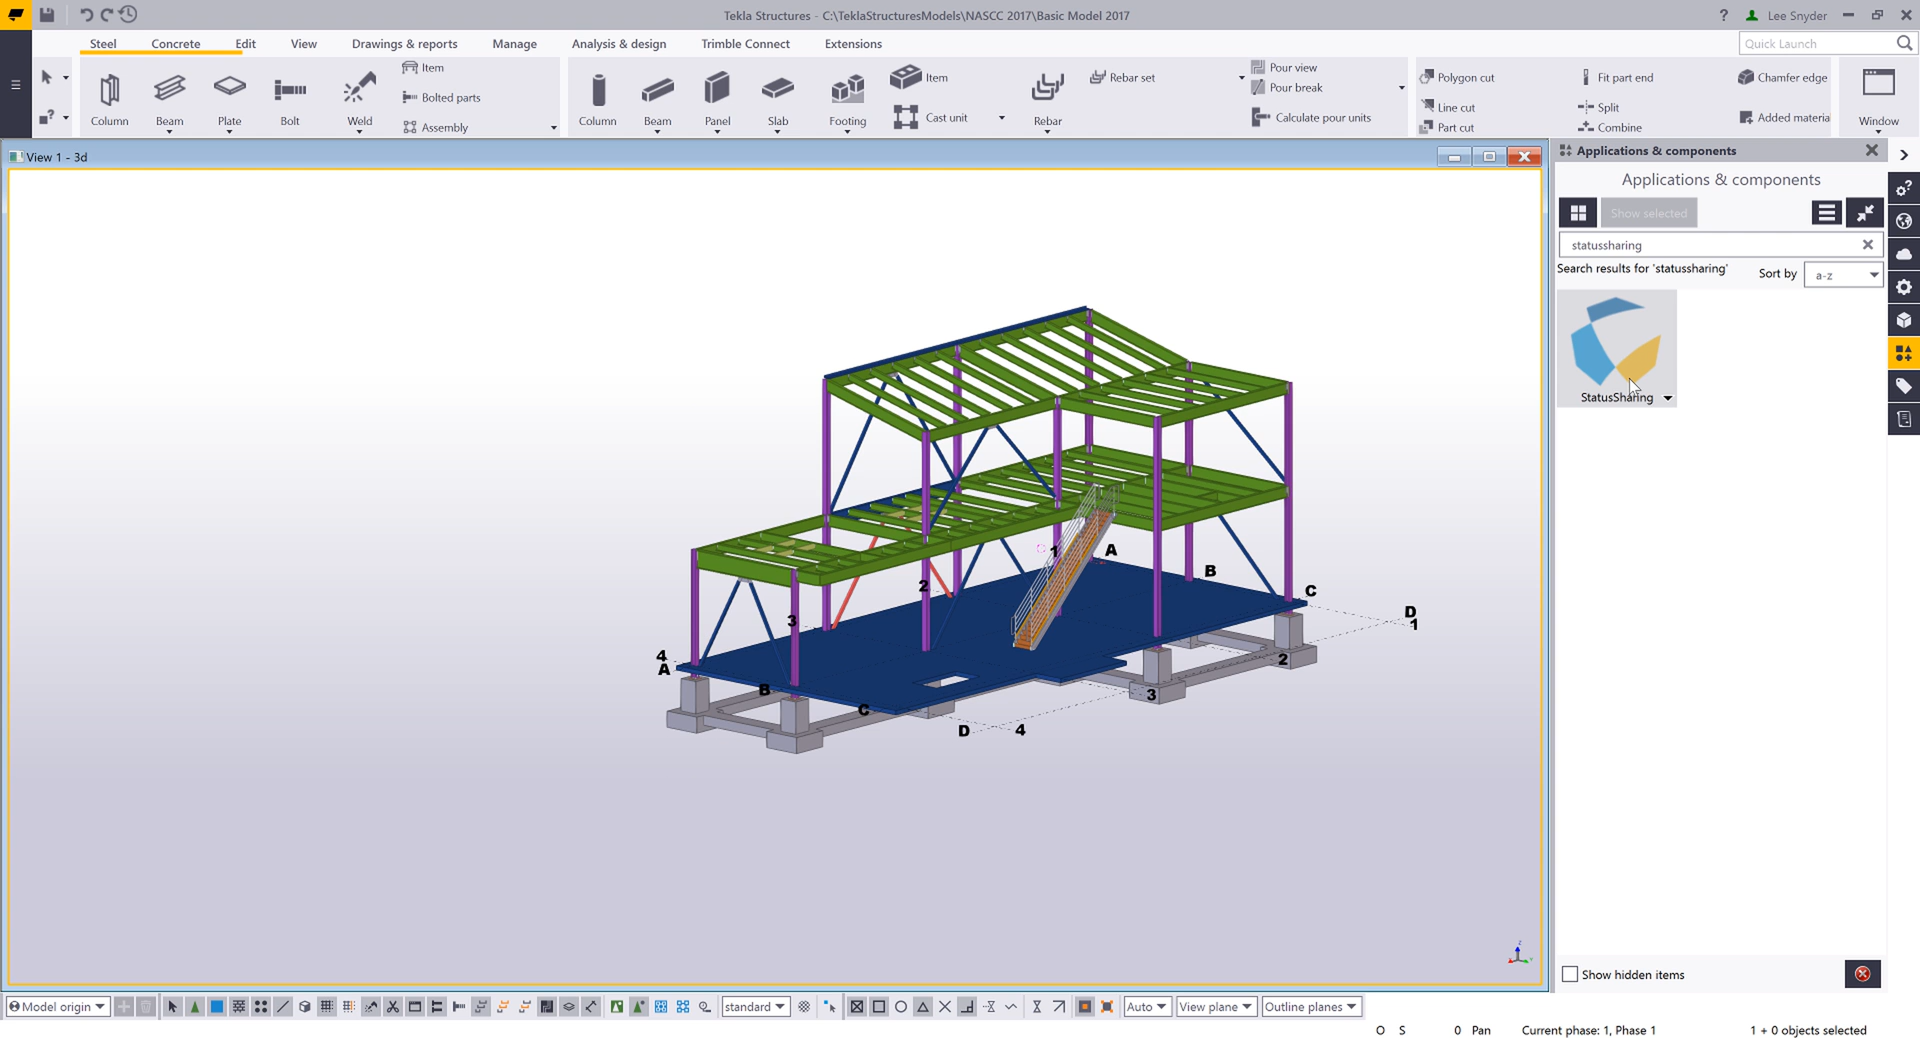 Tekla Structures - C:\TeklaStructuresModels\NASCC 2017\Basic Model 2017
? Lee Snyder
Steel Concrete Edit View Drawings & reports Manage Analysis & design Trimble Connect Extensions
Quick Launch
Column Beam Plate Bolt Weld
Item
Bolted parts
Assembly
Column Beam Panel Slab Footing
Item
Cast unit
Rebar
Rebar set
Pour view
Pour break
Calculate pour units
Polygon cut
Line cut
Part cut
Fit part end
Split
Combine
Chamfer edge
Added materia
Window
View 1 - 3d
Applications & components
Applications & components
Show selected
statussharing
Search results for 'statussharing'
Sort by a-z
StatusSharing
1 A
B
C
D
1
2
3
4
A
B
C
D 4
3
2
Show hidden items
Model origin
standard
Auto
View plane
Outline planes
O S 0 Pan Current phase: 1, Phase 1 1 + 0 objects selected